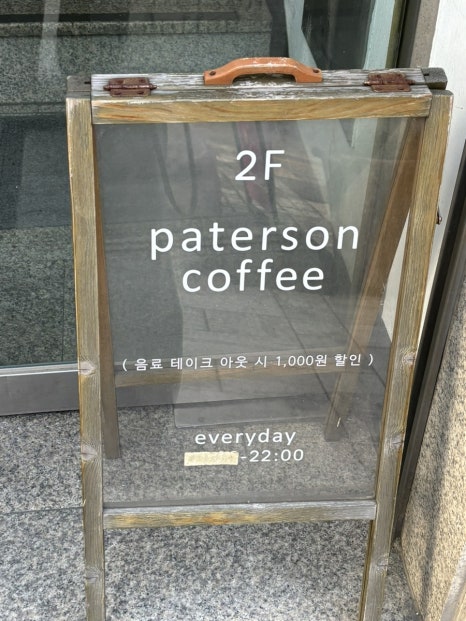 2F
paterson
coffee
( 음료 테이크 아웃 시 1,000원 할인 )
everyday
-22:00